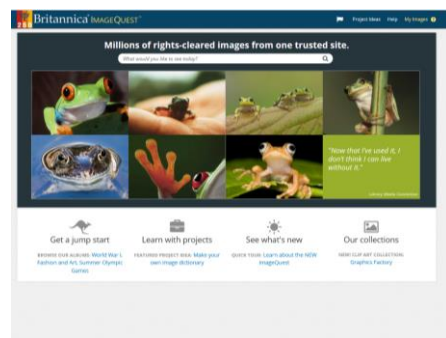 Britannica IMAGEQUEST
Project Ideas Help My Images
Millions of rights-cleared images from one trusted site.
What would you like to see today?
"Now that I've used it, I
don't think I can live
without it."
Get a jump start
BROWSE OUR ALBUMS: World War I,
Fashion and Art, Summer Olympic
Games
Learn with projects
FEATURED PROJECT IDEA: Make your
own image dictionary
See what's new
QUICK TOUR: Learn about the NEW
ImageQuest
Our collections
NEW! CLIP ART COLLECTION:
Graphics Factory